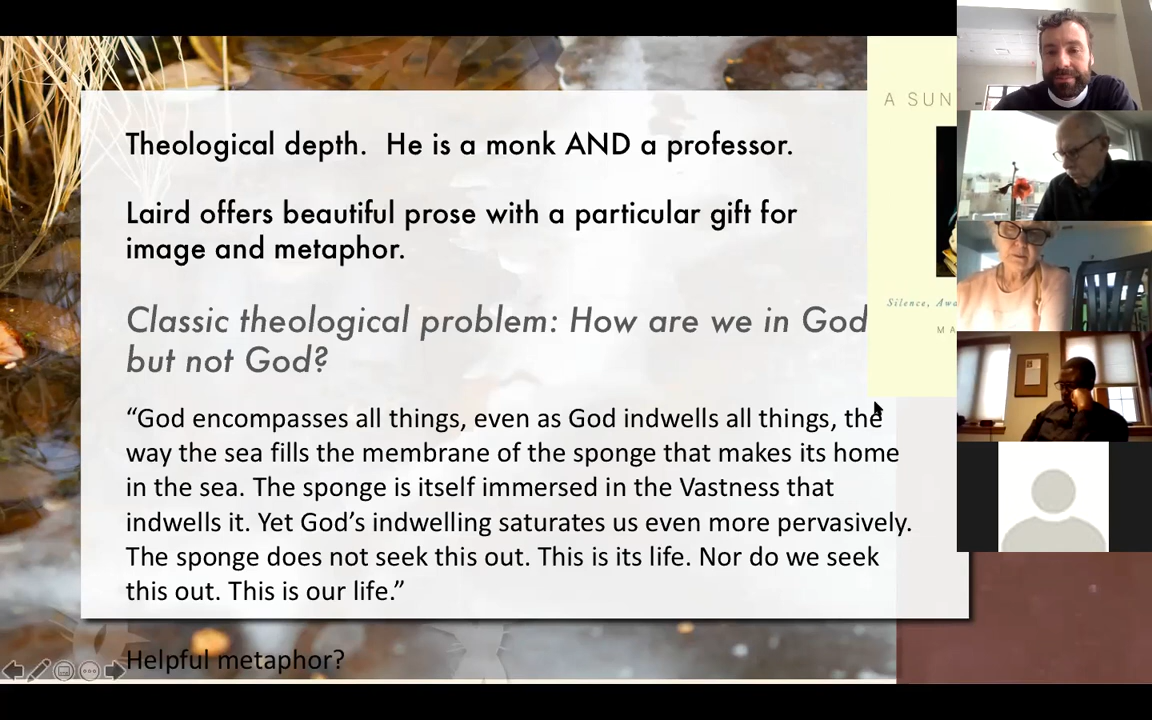 Theological depth.  He is a monk AND a professor.
Laird offers beautiful prose with a particular gift for
image and metaphor.
Classic theological problem: How are we in God
but not God?
“God encompasses all things, even as God indwells all things, the
way the sea fills the membrane of the sponge that makes its home
in the sea. The sponge is itself immersed in the Vastness that
indwells it. Yet God’s indwelling saturates us even more pervasively.
The sponge does not seek this out. This is its life. Nor do we seek
this out. This is our life.”
Helpful metaphor?
A SUN
Silence, Awa
MA